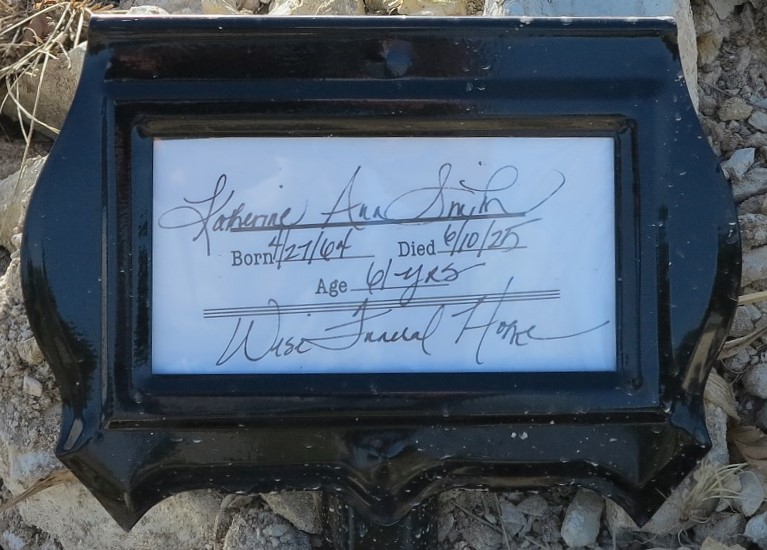 Katherine Ann Smith
Born 4/27/64 Died 6/10/25
Age 61 yrs
Wise Funeral Home